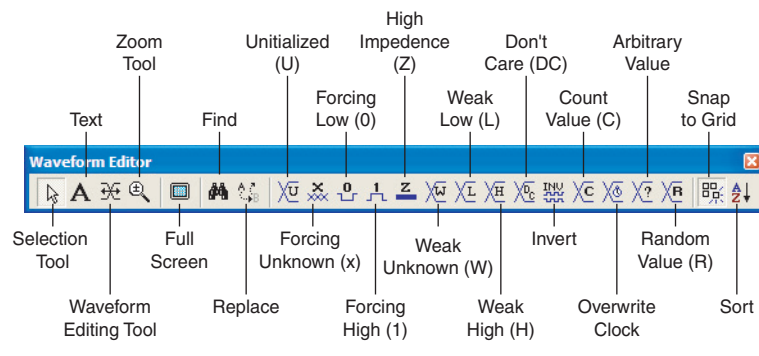 High
Zoom Unitialized Impedence Don't Arbitrary
Tool (U) (Z) Care (DC) Value
Forcing Weak Count Snap
Text Find Low (0) Low (L) Value (C) to Grid
Waveform Editor
A U X 0 1 Z W L H DC INV C ? R A Z
Selection Full Forcing Weak Invert Random
Tool Screen Unknown (x) Unknown (W) Value (R)
Waveform Replace Forcing Weak Overwrite Sort
Editing Tool High (1) High (H) Clock